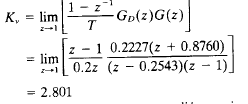 K_v = lim_{z→1} [ (1 − z^{−1}) / T G_D(z)G(z) ]
= lim_{z→1} [ (z − 1) / 0.2z · 0.2227(z + 0.8760) / ((z − 0.2543)(z − 1)) ]
= 2.801